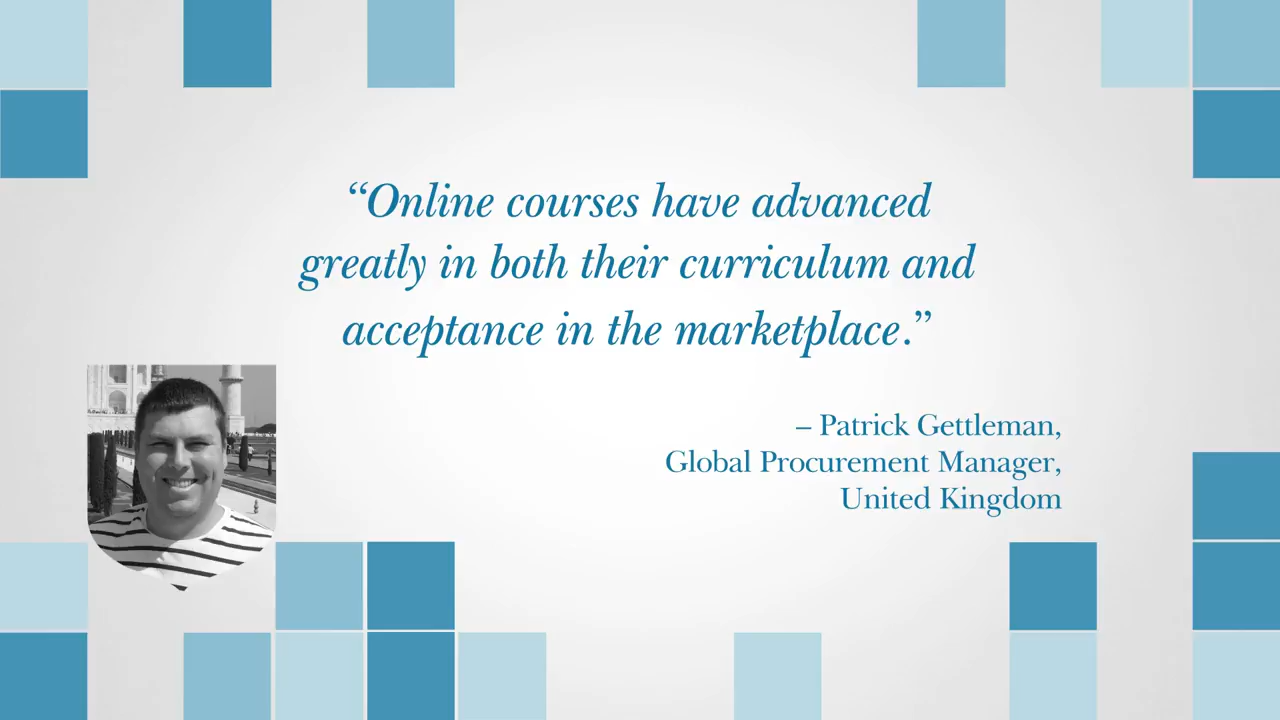 “Online courses have advanced
greatly in both their curriculum and
acceptance in the marketplace.”
– Patrick Gettleman,
Global Procurement Manager,
United Kingdom